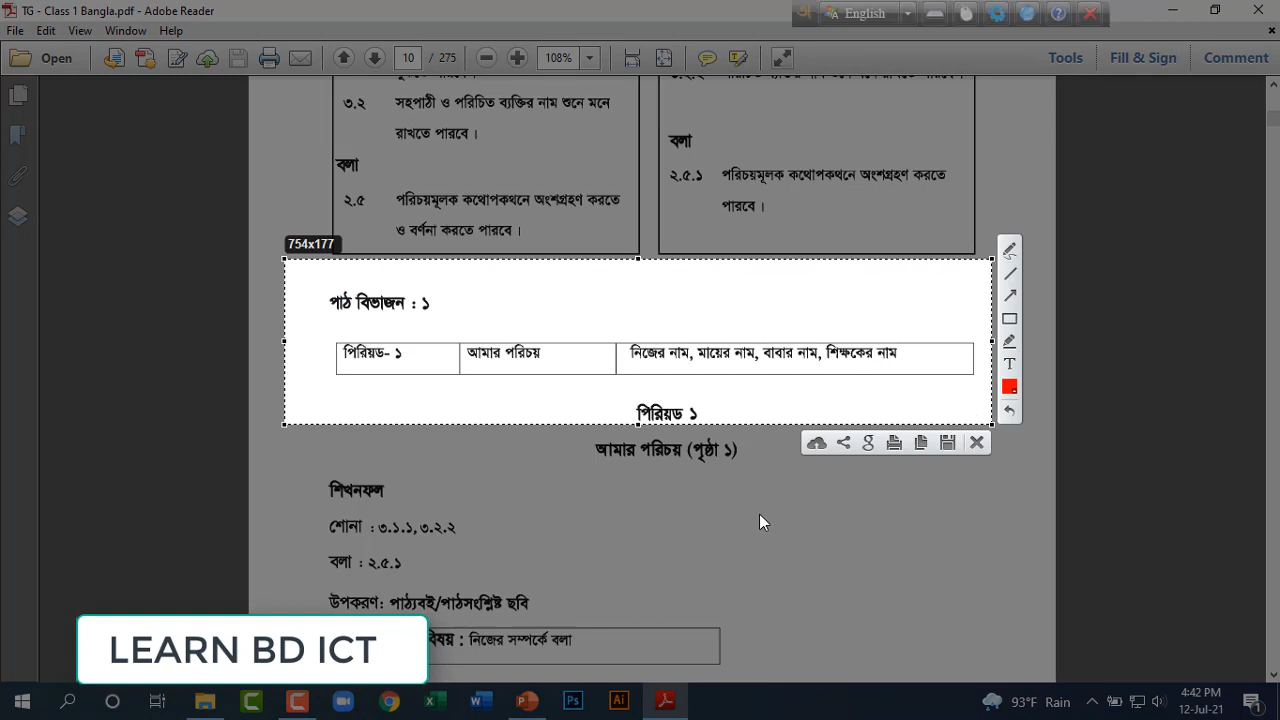 TG - Class 1 Bangla.pdf - Adobe Reader
English
File Edit View Window Help
Open
10 / 275
108%
Tools
Fill & Sign
Comment
৩.২ সহপাঠী ও পরিচিত ব্যক্তির নাম শুনে মনে
রাখতে পারবে ।
বলা
২.৫ পরিচয়মূলক কথোপকথনে অংশগ্রহণ করতে
ও বর্ণনা করতে পারবে ।
বলা
২.৫.১ পরিচয়মূলক কথোপকথনে অংশগ্রহণ করতে
পারবে ।
754x177
পাঠ বিভাজন : ১
পিরিয়ড- ১ আমার পরিচয় নিজের নাম, মায়ের নাম, বাবার নাম, শিক্ষকের নাম
পিরিয়ড ১
আমার পরিচয় (পৃষ্ঠা ১)
শিখনফল
শোনা : ৩.১.১, ৩.২.২
বলা : ২.৫.১
উপকরণ: পাঠ্যবই/পাঠসংশ্লিষ্ট ছবি
বিষয় : নিজের সম্পর্কে বলা
LEARN BD ICT
93°F Rain
4:42 PM
12-Jul-21